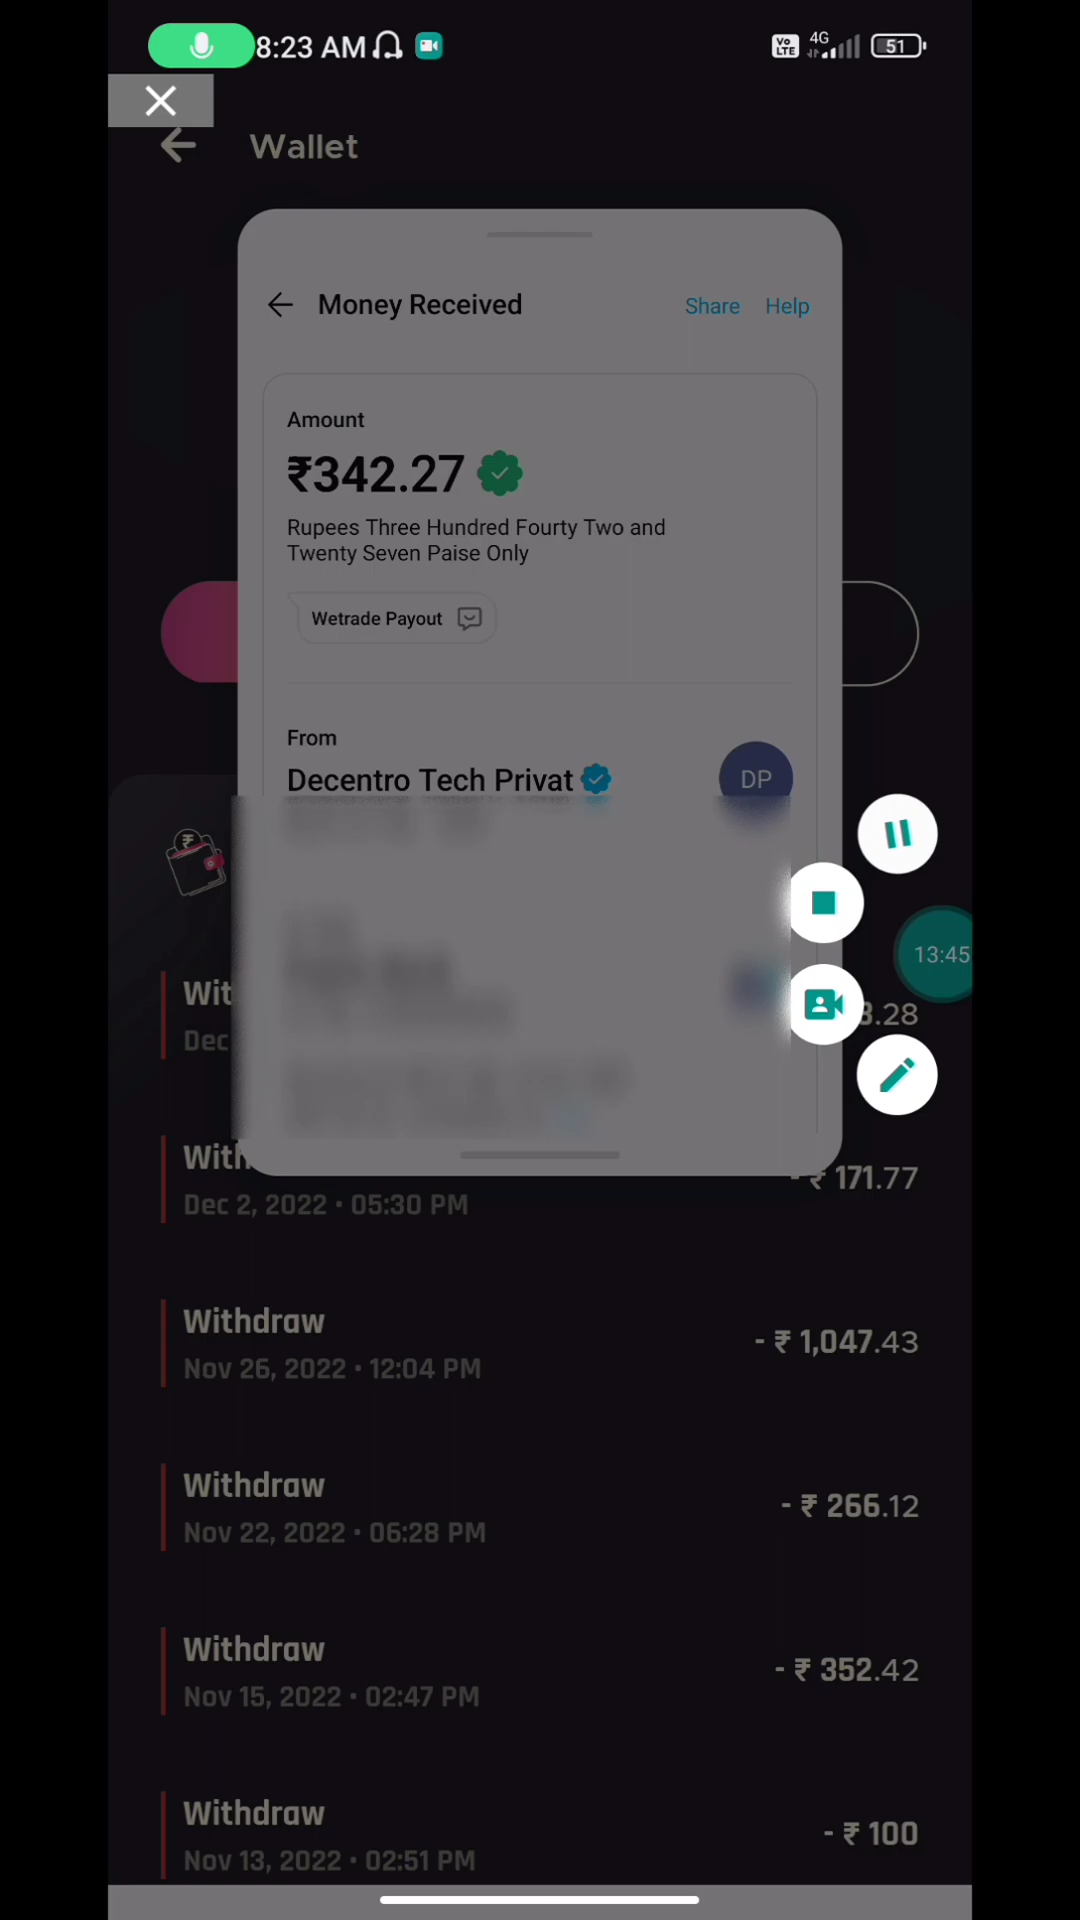 8:23 AM
Vo LTE 4G 51
Wallet
Money Received
Share Help
Amount
₹342.27
Rupees Three Hundred Fourty Two and
Twenty Seven Paise Only
Wetrade Payout
From
Decentro Tech Privat
DP
13:45
Wit
Dec
.28
With
- ₹ 171.77
Dec 2, 2022 • 05:30 PM
Withdraw
- ₹ 1,047.43
Nov 26, 2022 • 12:04 PM
Withdraw
- ₹ 266.12
Nov 22, 2022 • 06:28 PM
Withdraw
- ₹ 352.42
Nov 15, 2022 • 02:47 PM
Withdraw
- ₹ 100
Nov 13, 2022 • 02:51 PM